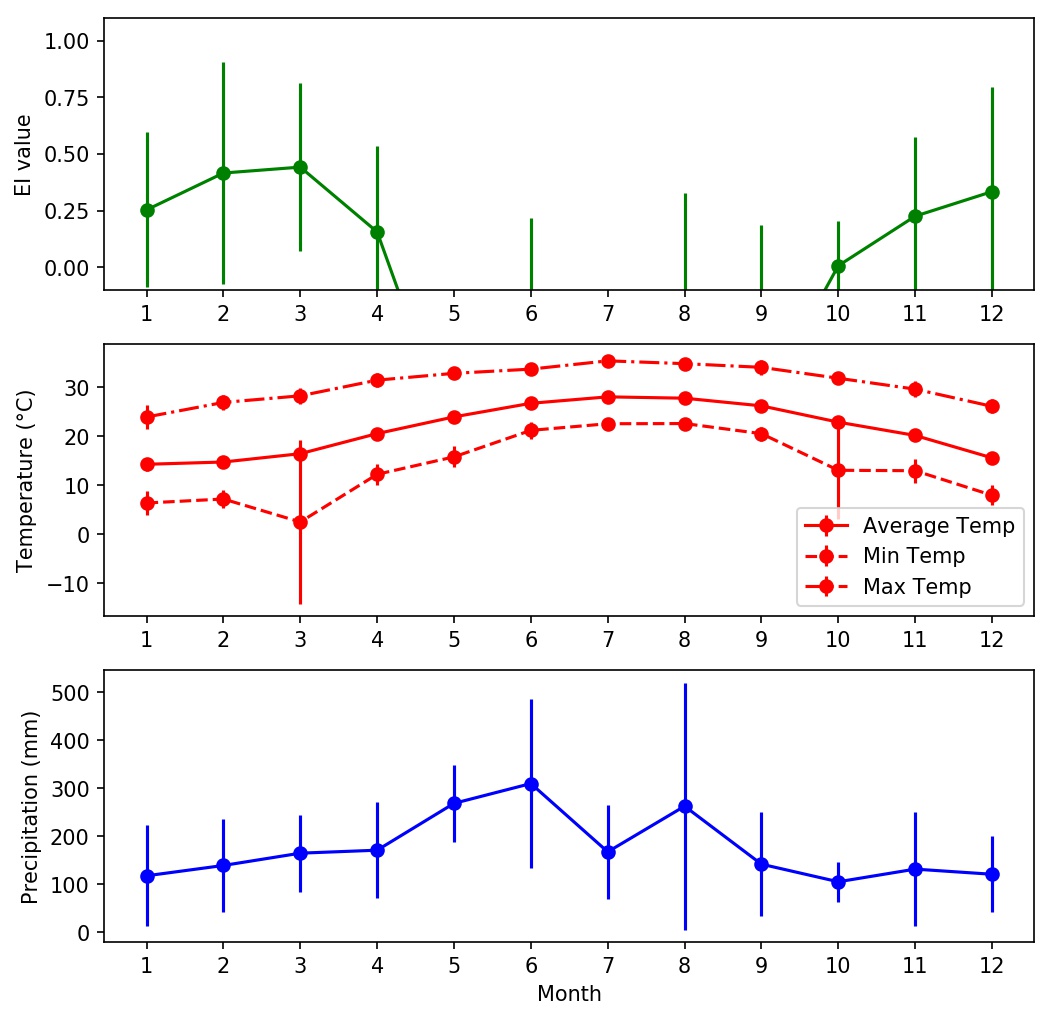 1.00
0.75
0.50
0.25
0.00
EI value
1 2 3 4 5 6 7 8 9 10 11 12
30
20
10
0
−10
Temperature (°C)
Average Temp
Min Temp
Max Temp
1 2 3 4 5 6 7 8 9 10 11 12
500
400
300
200
100
0
Precipitation (mm)
1 2 3 4 5 6 7 8 9 10 11 12
Month